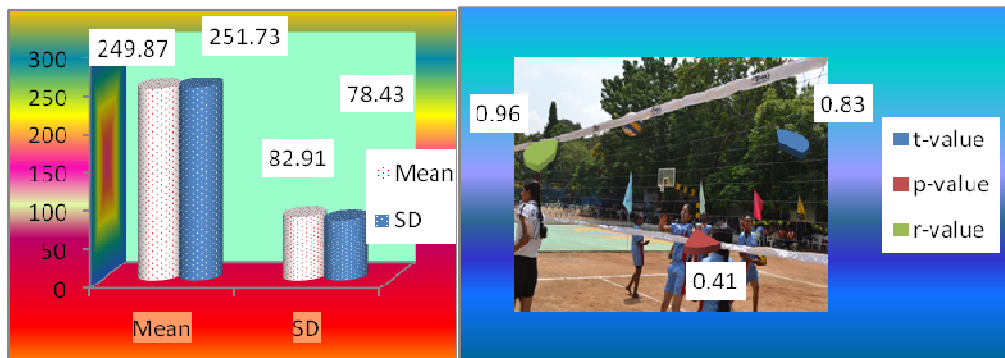 249.87
251.73
78.43
82.91
300
250
200
150
100
50
0
Mean
SD
Mean
SD
0.96
0.83
0.41
t-value
p-value
r-value